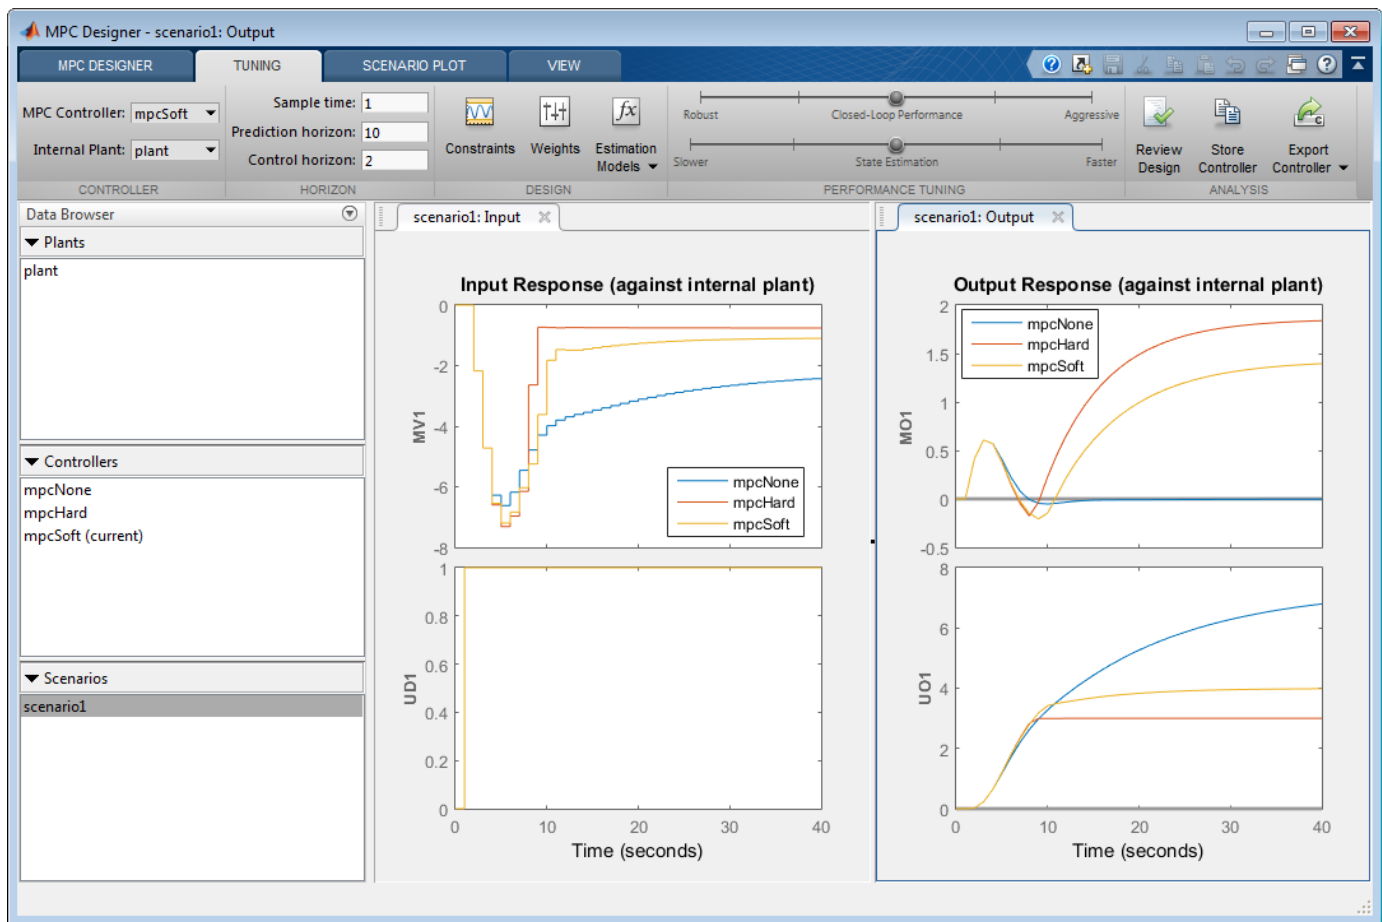 MPC Designer - scenario1: Output
MPC DESIGNER TUNING SCENARIO PLOT VIEW
MPC Controller: mpcSoft
Internal Plant: plant
CONTROLLER
Sample time: 1
Prediction horizon: 10
Control horizon: 2
HORIZON
Constraints
Weights
fx
Estimation
Models
DESIGN
Robust Closed-Loop Performance Aggressive
Slower State Estimation Faster
PERFORMANCE TUNING
Review
Design
Store
Controller
Export
Controller
ANALYSIS
Data Browser
Plants
plant
Controllers
mpcNone
mpcHard
mpcSoft (current)
Scenarios
scenario1
scenario1: Input
Input Response (against internal plant)
MV1
0
-2
-4
-6
-8
mpcNone
mpcHard
mpcSoft
UD1
1
0.8
0.6
0.4
0.2
0
0 10 20 30 40
Time (seconds)
scenario1: Output
Output Response (against internal plant)
MO1
2
1.5
1
0.5
0
-0.5
mpcNone
mpcHard
mpcSoft
UO1
8
6
4
2
0
0 10 20 30 40
Time (seconds)